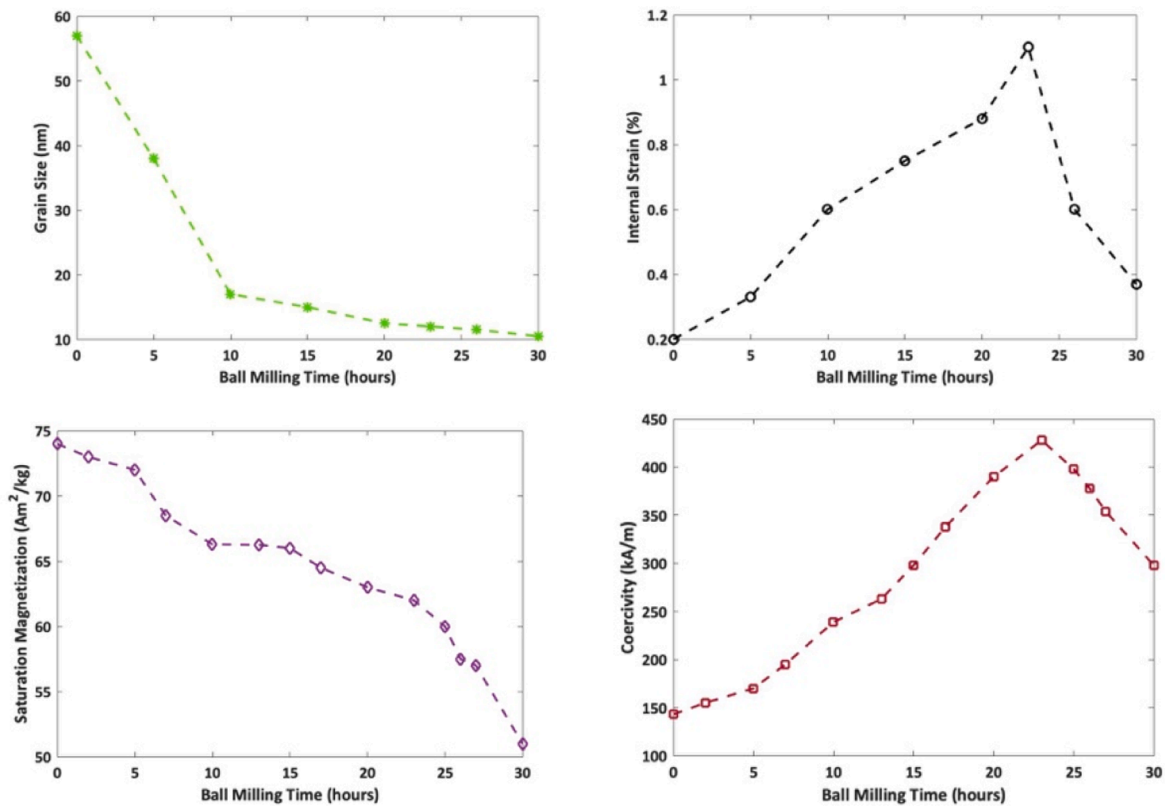 60
50
40
30
20
10
Grain Size (nm)
0 5 10 15 20 25 30
Ball Milling Time (hours)
1.2
1
0.8
0.6
0.4
0.2
Internal Strain (%)
0 5 10 15 20 25 30
Ball Milling Time (hours)
75
70
65
60
55
50
Saturation Magnetization (Am²/kg)
0 5 10 15 20 25 30
Ball Milling Time (hours)
450
400
350
300
250
200
150
100
Coercivity (kA/m)
0 5 10 15 20 25 30
Ball Milling Time (hours)